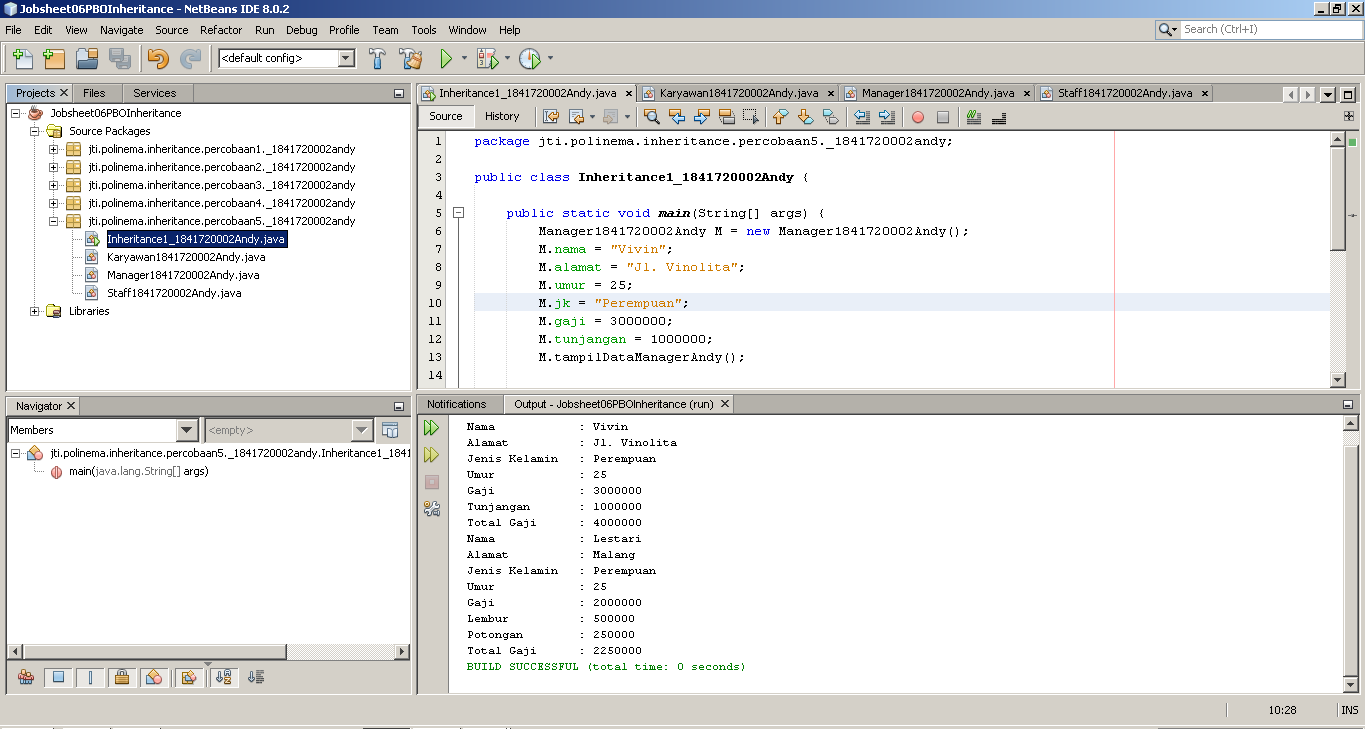 Jobsheet06PBOInheritance - NetBeans IDE 8.0.2
File Edit View Navigate Source Refactor Run Debug Profile Team Tools Window Help
Search (Ctrl+I)
<default config>
Projects Files Services
Jobsheet06PBOInheritance
Source Packages
jti.polinema.inheritance.percobaan1._1841720002andy
jti.polinema.inheritance.percobaan2._1841720002andy
jti.polinema.inheritance.percobaan3._1841720002andy
jti.polinema.inheritance.percobaan4._1841720002andy
jti.polinema.inheritance.percobaan5._1841720002andy
Inheritance1_1841720002Andy.java
Karyawan1841720002Andy.java
Manager1841720002Andy.java
Staff1841720002Andy.java
Libraries
Inheritance1_1841720002Andy.java Karyawan1841720002Andy.java Manager1841720002Andy.java Staff1841720002Andy.java
Source History
1 package jti.polinema.inheritance.percobaan5._1841720002andy;
2
3 public class Inheritance1_1841720002Andy {
4
5 public static void main(String[] args) {
6 Manager1841720002Andy M = new Manager1841720002Andy();
7 M.nama = "Vivin";
8 M.alamat = "Jl. Vinolita";
9 M.umur = 25;
10 M.jk = "Perempuan";
11 M.gaji = 3000000;
12 M.tunjangan = 1000000;
13 M.tampilDataManagerAndy();
14
Navigator
Members
<empty>
jti.polinema.inheritance.percobaan5._1841720002andy.Inheritance1_1841
main(java.lang.String[] args)
Notifications Output - Jobsheet06PBOInheritance (run)
Nama : Vivin
Alamat : Jl. Vinolita
Jenis Kelamin : Perempuan
Umur : 25
Gaji : 3000000
Tunjangan : 1000000
Total Gaji : 4000000
Nama : Lestari
Alamat : Malang
Jenis Kelamin : Perempuan
Umur : 25
Gaji : 2000000
Lembur : 500000
Potongan : 250000
Total Gaji : 2250000
BUILD SUCCESSFUL (total time: 0 seconds)
10:28 INS